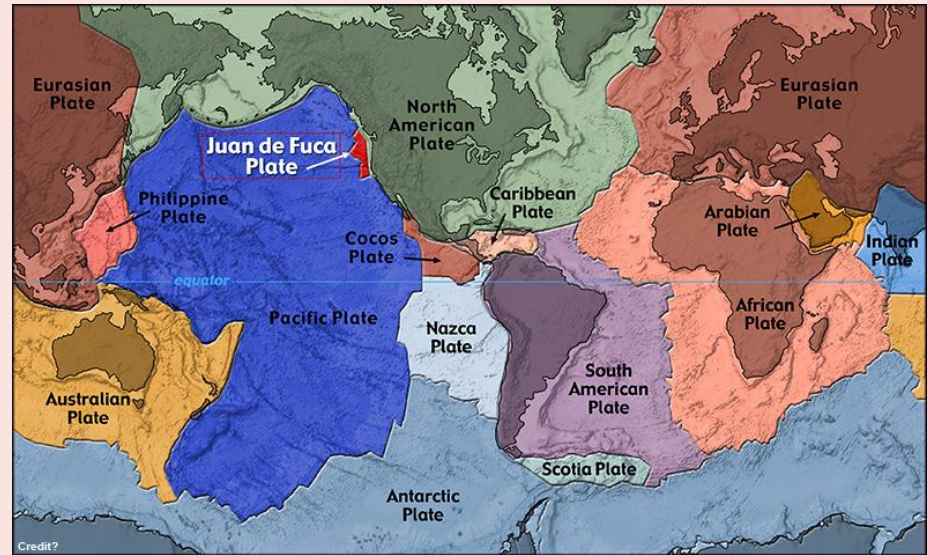 Eurasian
Plate
North
American
Plate
Eurasian
Plate
Juan de Fuca
Plate
Philippine
Plate
Caribbean
Plate
Arabian
Plate
Cocos
Plate
Indian
Plate
equator
Pacific Plate
Nazca
Plate
African
Plate
South
American
Plate
Australian
Plate
Scotia Plate
Antarctic
Plate
Credit?